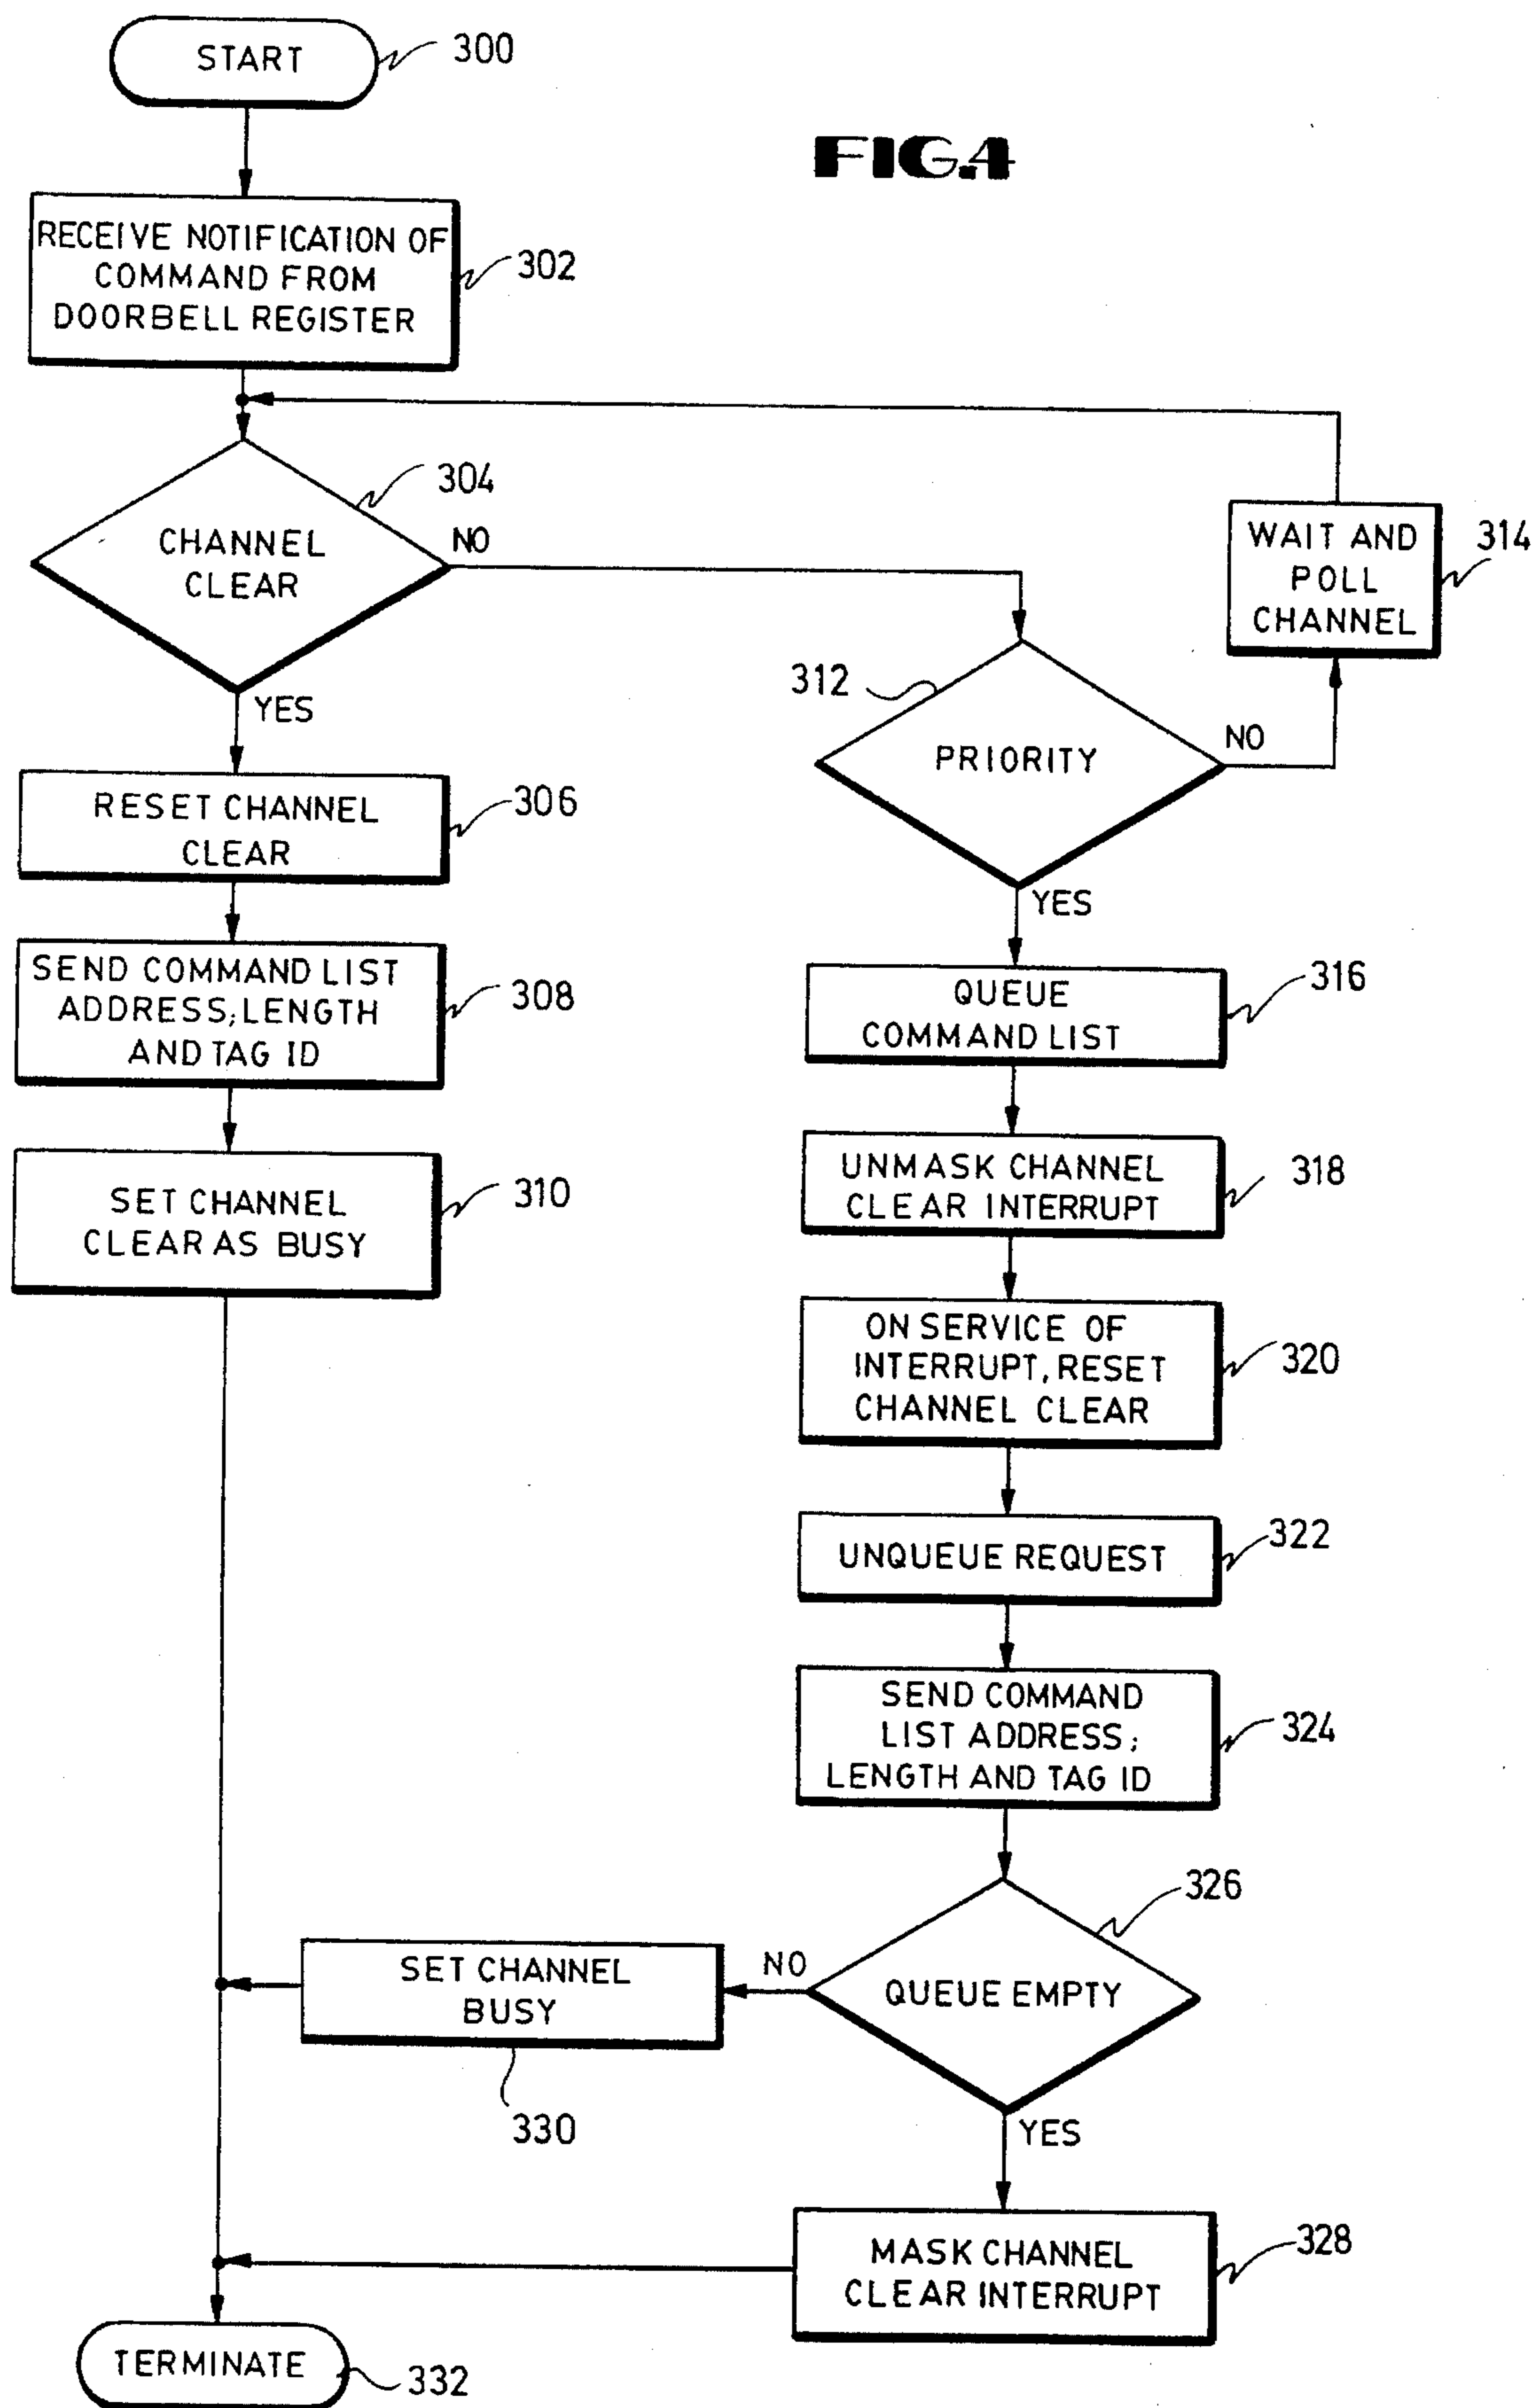 START
300
FIG.4
RECEIVE NOTIFICATION OF
COMMAND FROM
DOORBELL REGISTER
302
304
CHANNEL
CLEAR
NO
YES
WAIT AND
POLL
CHANNEL
314
312
PRIORITY
NO
YES
RESET CHANNEL
CLEAR
306
SEND COMMAND LIST
ADDRESS; LENGTH
AND TAG ID
308
SET CHANNEL
CLEAR AS BUSY
310
QUEUE
COMMAND LIST
316
UNMASK CHANNEL
CLEAR INTERRUPT
318
ON SERVICE OF
INTERRUPT, RESET
CHANNEL CLEAR
320
UNQUEUE REQUEST
322
SEND COMMAND
LIST ADDRESS;
LENGTH AND TAG ID
324
326
QUEUE EMPTY
NO
YES
SET CHANNEL
BUSY
330
MASK CHANNEL
CLEAR INTERRUPT
328
TERMINATE
332